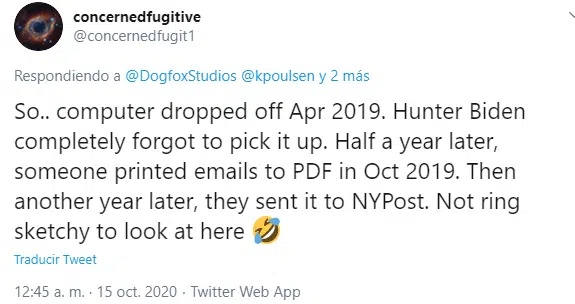 concernedfugitive
@concernedfugit1
Respondiendo a @DogfoxStudios @kpoulsen y 2 más
So.. computer dropped off Apr 2019. Hunter Biden
completely forgot to pick it up. Half a year later,
someone printed emails to PDF in Oct 2019. Then
another year later, they sent it to NYPost. Not ring
sketchy to look at here 🤣
Traducir Tweet
12:45 a. m. · 15 oct. 2020 · Twitter Web App